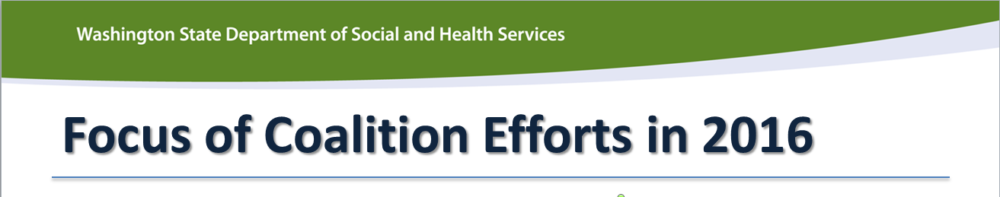 Washington State Department of Social and Health Services
Focus of Coalition Efforts in 2016